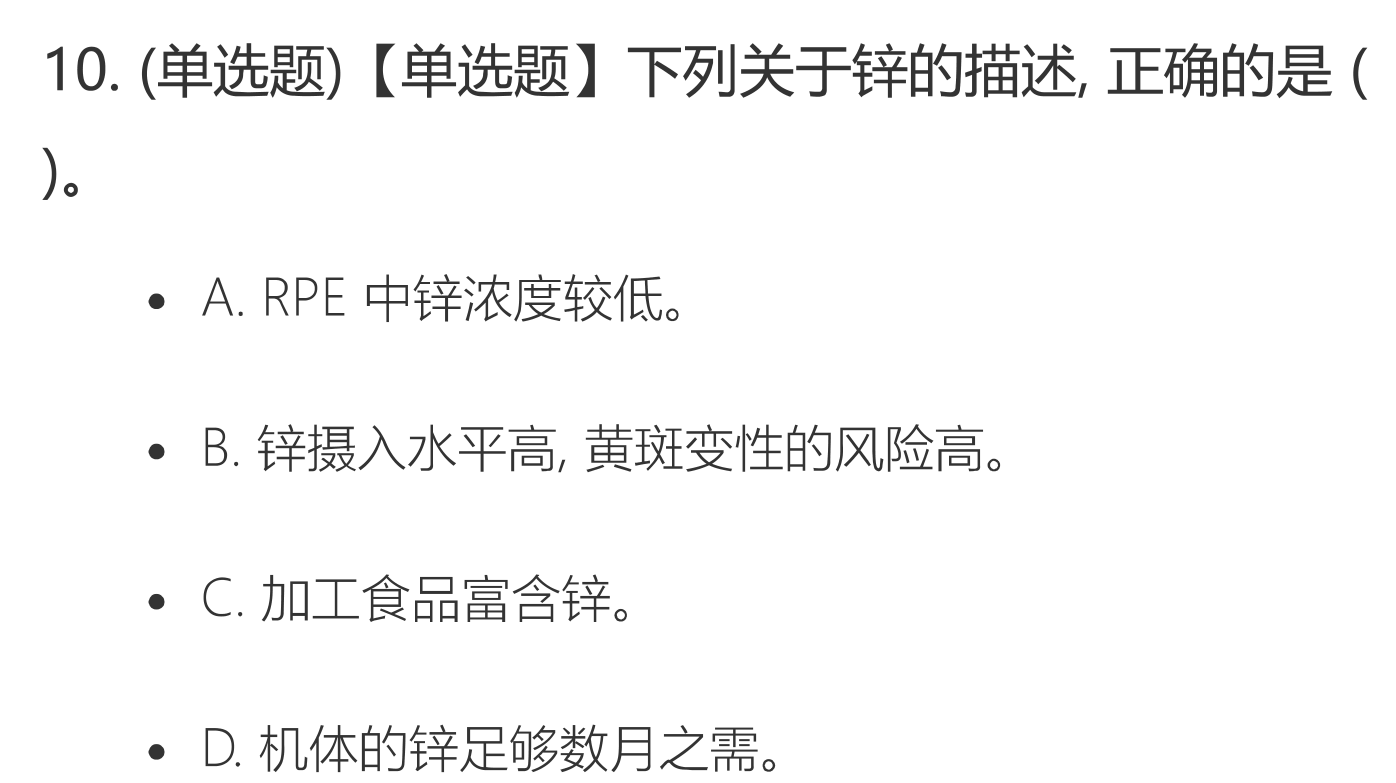 10. (单选题)【单选题】下列关于锌的描述, 正确的是 (
)。
A. RPE 中锌浓度较低。
B. 锌摄入水平高, 黄斑变性的风险高。
C. 加工食品富含锌。
D. 机体的锌足够数月之需。